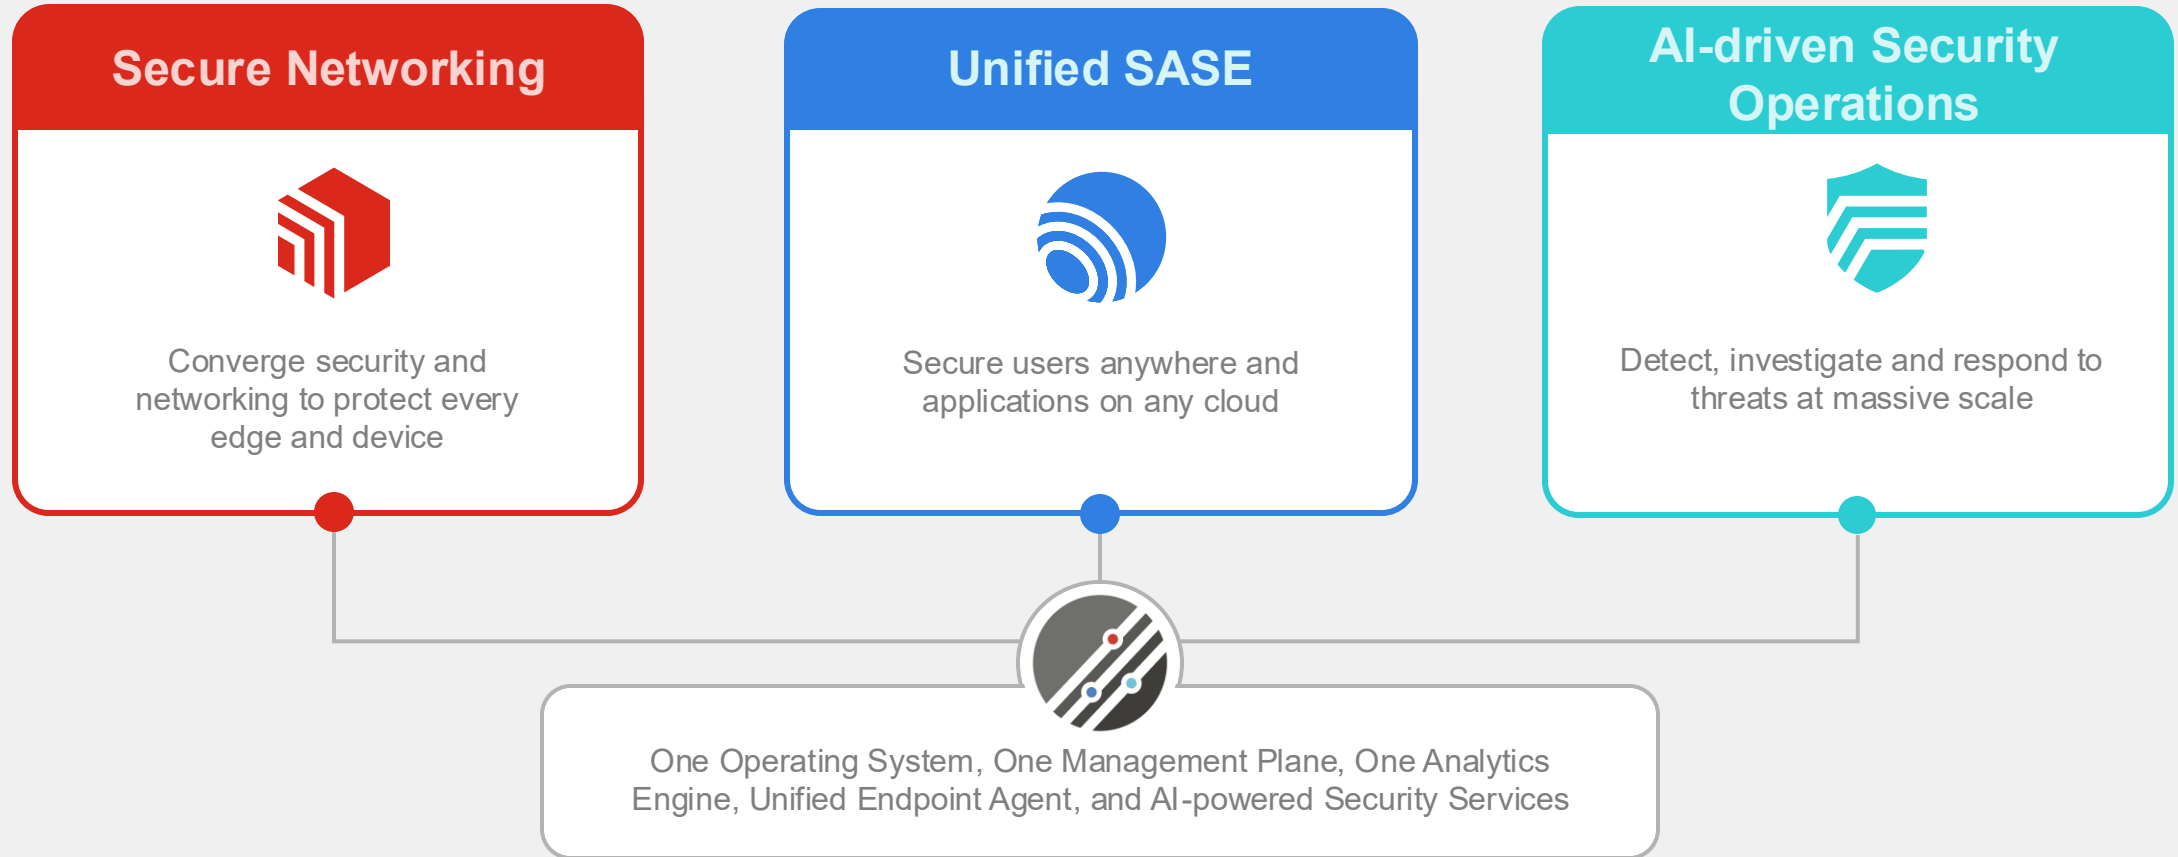 Secure Networking
Converge security and
networking to protect every
edge and device
Unified SASE
Secure users anywhere and
applications on any cloud
AI-driven Security
Operations
Detect, investigate and respond to
threats at massive scale
One Operating System, One Management Plane, One Analytics
Engine, Unified Endpoint Agent, and AI-powered Security Services